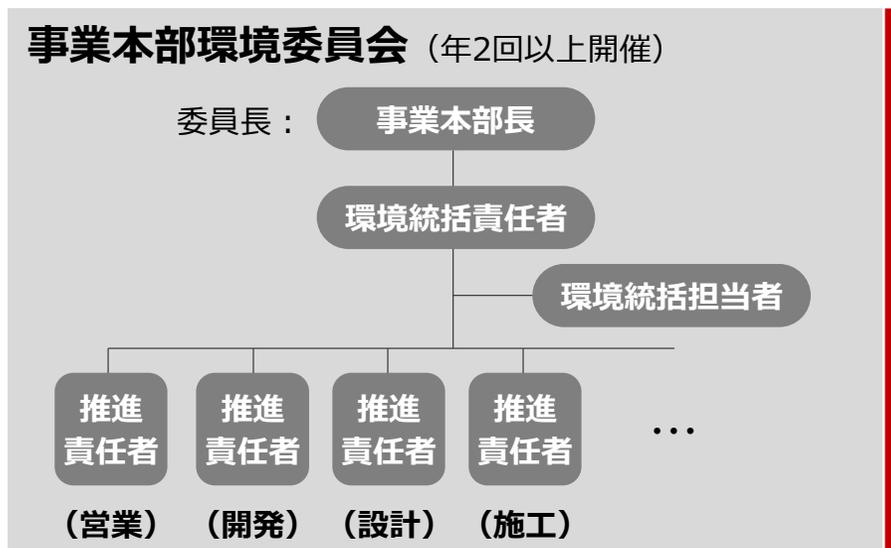 事業本部環境委員会（年2回以上開催）
委員長： 事業本部長
環境統括責任者
環境統括担当者
推進
責任者
（営業）
推進
責任者
（開発）
推進
責任者
（設計）
推進
責任者
（施工）
…